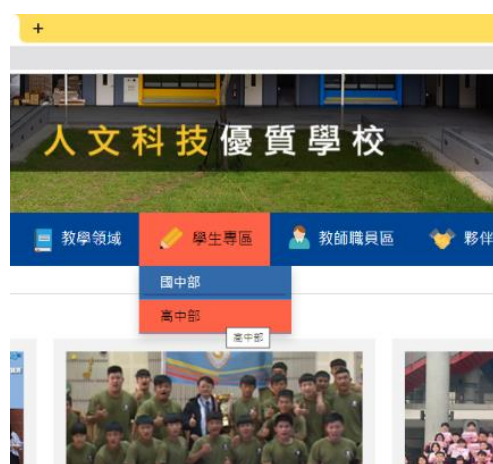 +
人文科技優質學校
教學領域
學生專區
教師職員區
夥伴
國中部
高中部
高中部